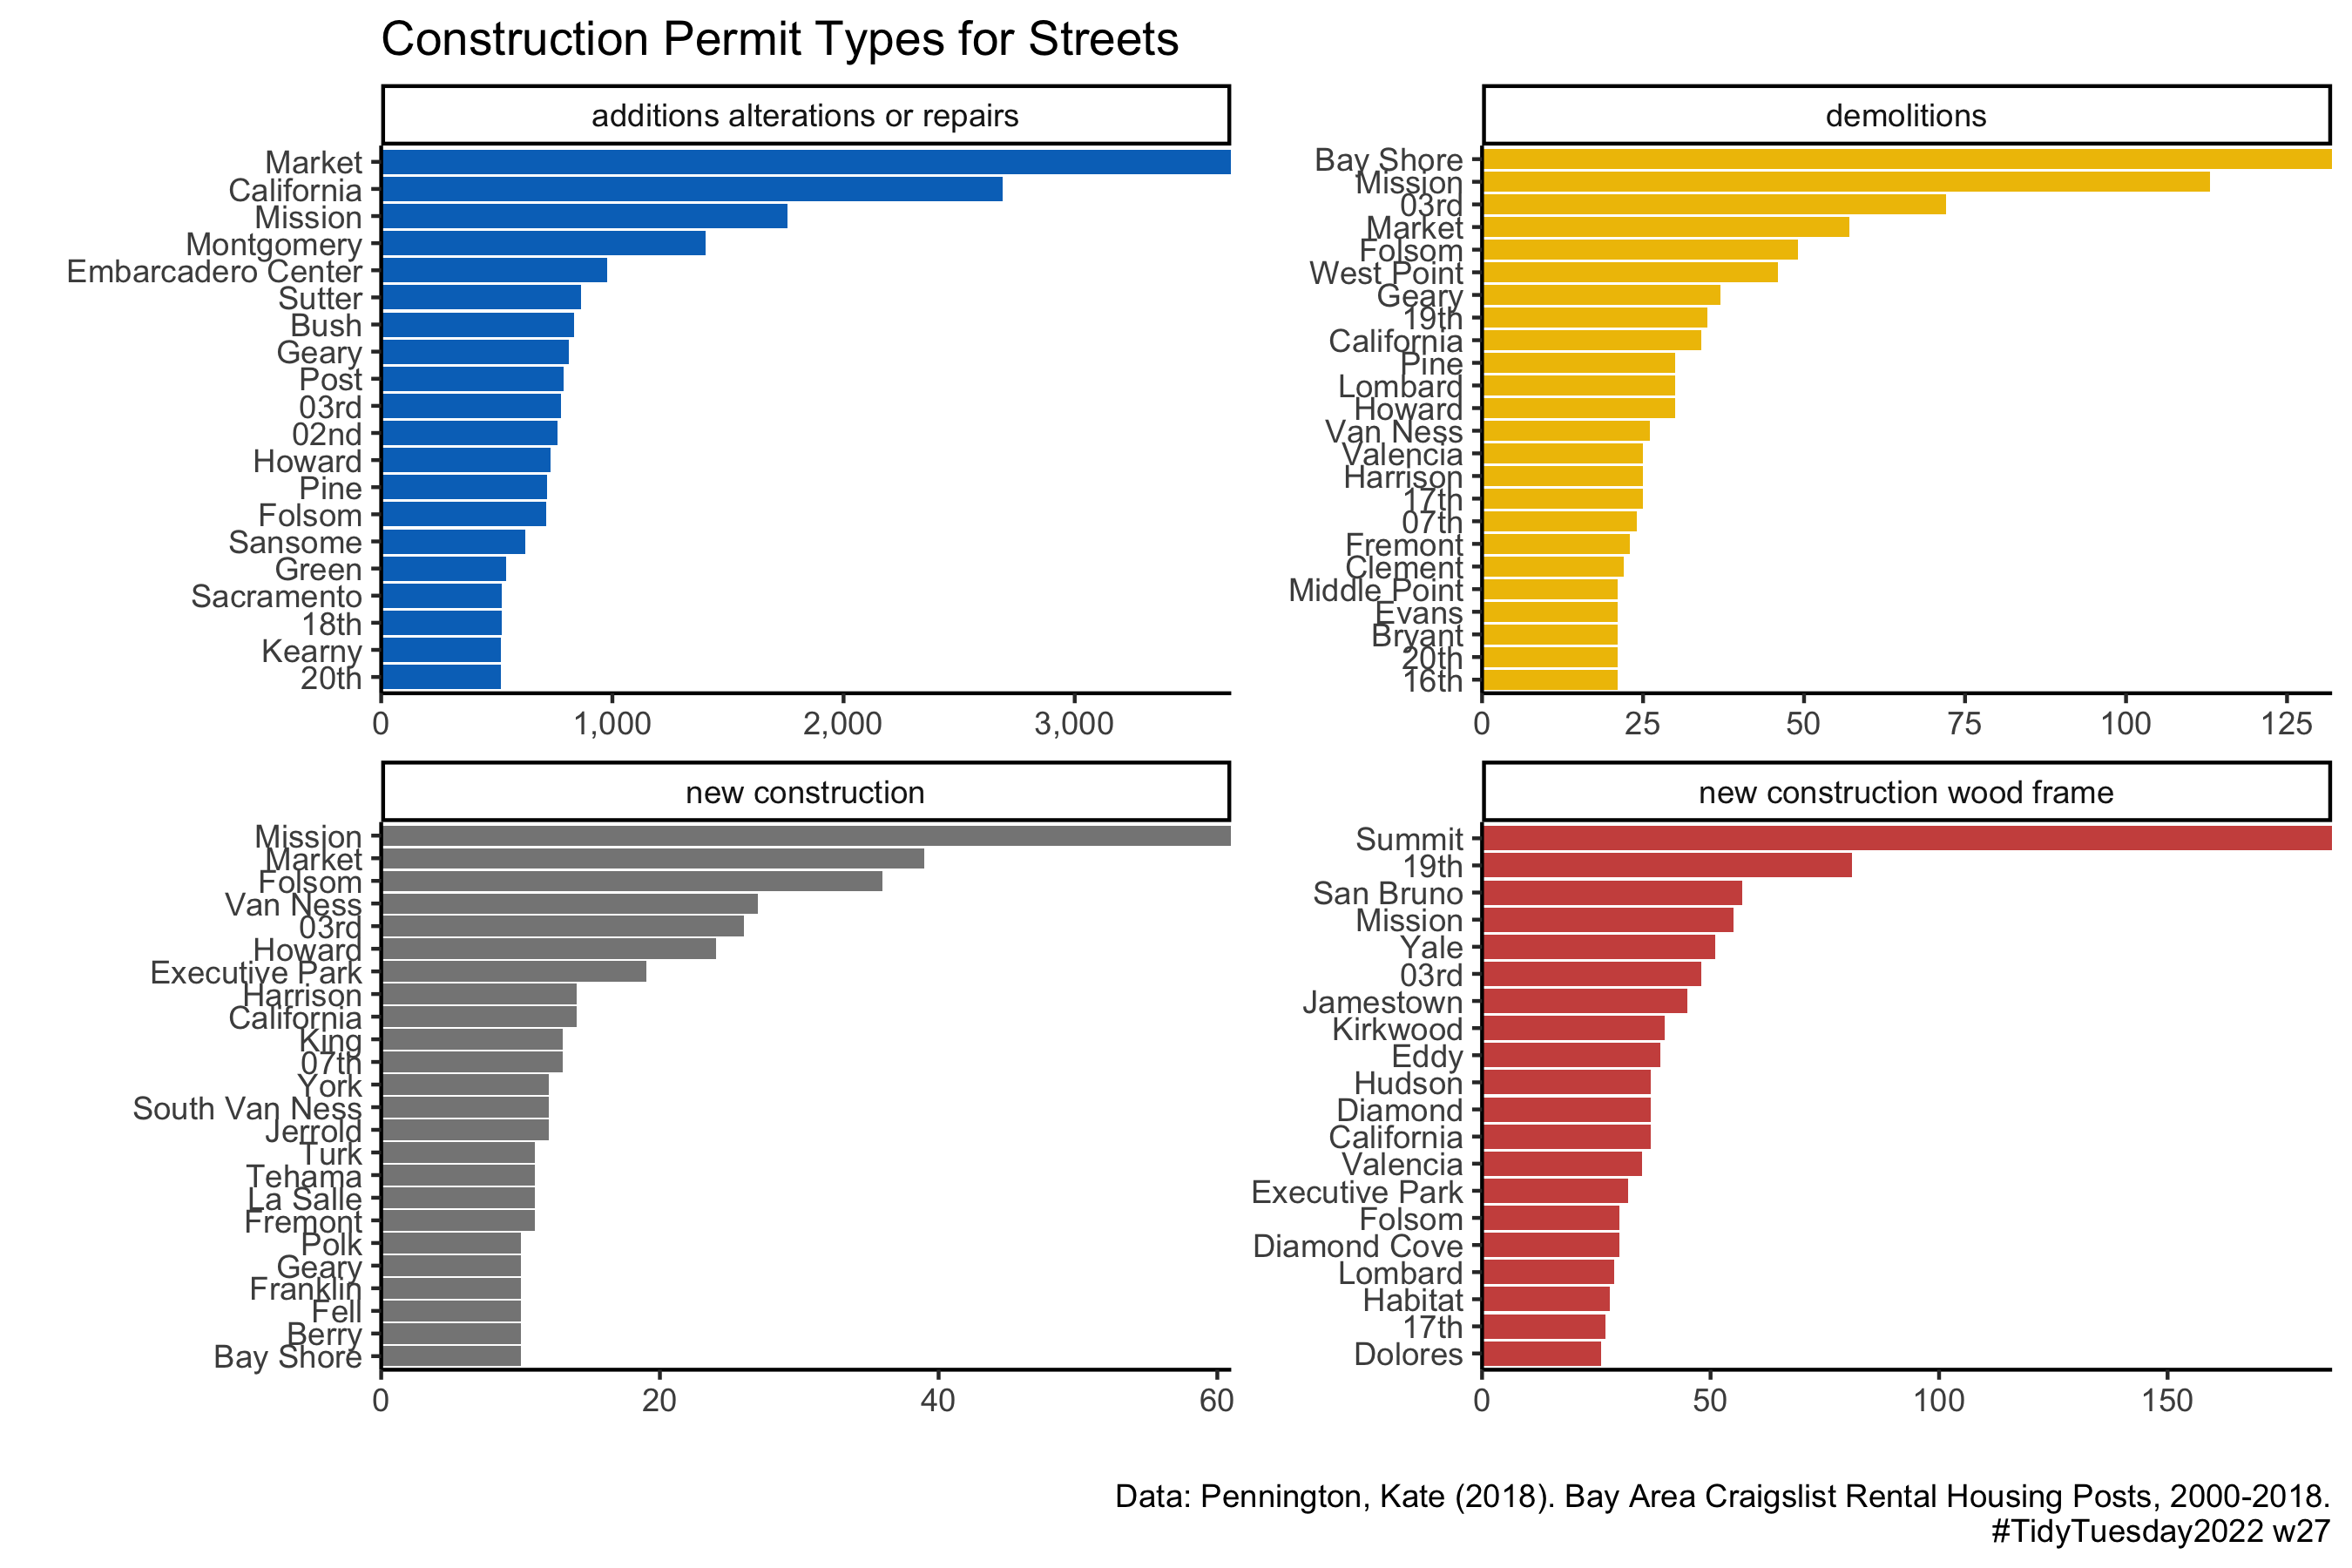 Construction Permit Types for Streets
additions alterations or repairs
Market
California
Mission
Montgomery
Embarcadero Center
Sutter
Bush
Geary
Post
03rd
02nd
Howard
Pine
Folsom
Sansome
Green
Sacramento
18th
Kearny
20th
0 1,000 2,000 3,000
demolitions
Bay Shore
Mission
03rd
Market
Folsom
West Point
Geary
19th
California
Pine
Lombard
Howard
Van Ness
Valencia
Harrison
17th
07th
Fremont
Clement
Middle Point
Evans
Bryant
20th
16th
0 25 50 75 100 125
new construction
Mission
Market
Folsom
Van Ness
03rd
Howard
Executive Park
Harrison
California
King
07th
York
South Van Ness
Jerrold
Turk
Tehama
La Salle
Fremont
Polk
Geary
Franklin
Fell
Berry
Bay Shore
0 20 40 60
new construction wood frame
Summit
19th
San Bruno
Mission
Yale
03rd
Jamestown
Kirkwood
Eddy
Hudson
Diamond
California
Valencia
Executive Park
Folsom
Diamond Cove
Lombard
Habitat
17th
Dolores
0 50 100 150
Data: Pennington, Kate (2018). Bay Area Craigslist Rental Housing Posts, 2000-2018.
#TidyTuesday2022 w27